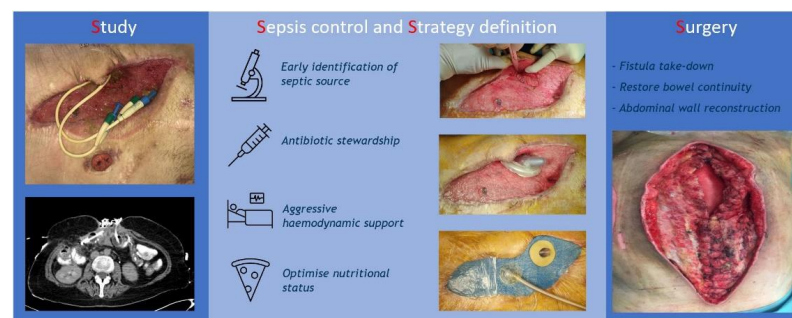 Study
Sepsis control and Strategy definition
Surgery
Early identification of
septic source
Antibiotic stewardship
Aggressive
haemodynamic support
Optimise nutritional
status
- Fistula take-down
- Restore bowel continuity
- Abdominal wall reconstruction